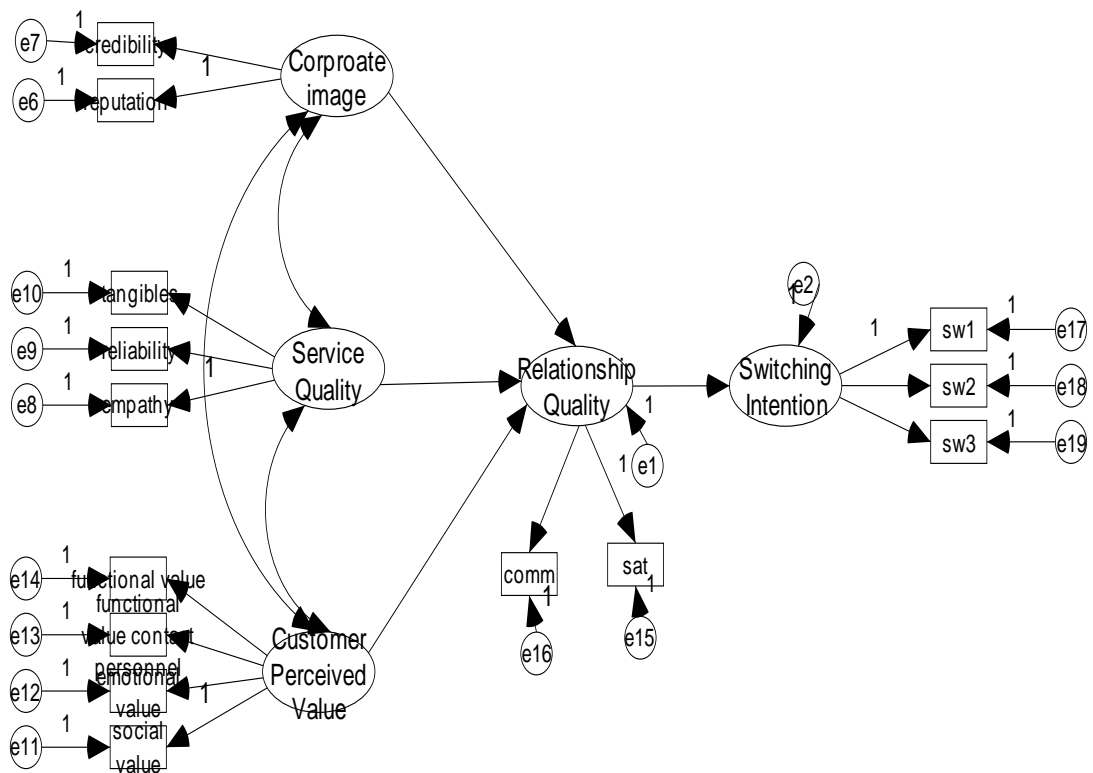 1
e7
credibility
1
Corproate
image
1
e6
reputation
1
e10
tangibles
1
e9
reliability
1
1
e8
empathy
Service
Quality
Relationship
Quality
1
e1
1
e2
1
Switching
Intention
1
sw1
1
e17
sw2
1
e18
sw3
1
e19
comm
1
e16
sat
1
e15
1
e14
functional value
1
e13
functional
value contact
personnel
1
e12
emotional
value
1
1
e11
social
value
Customer
Perceived
Value